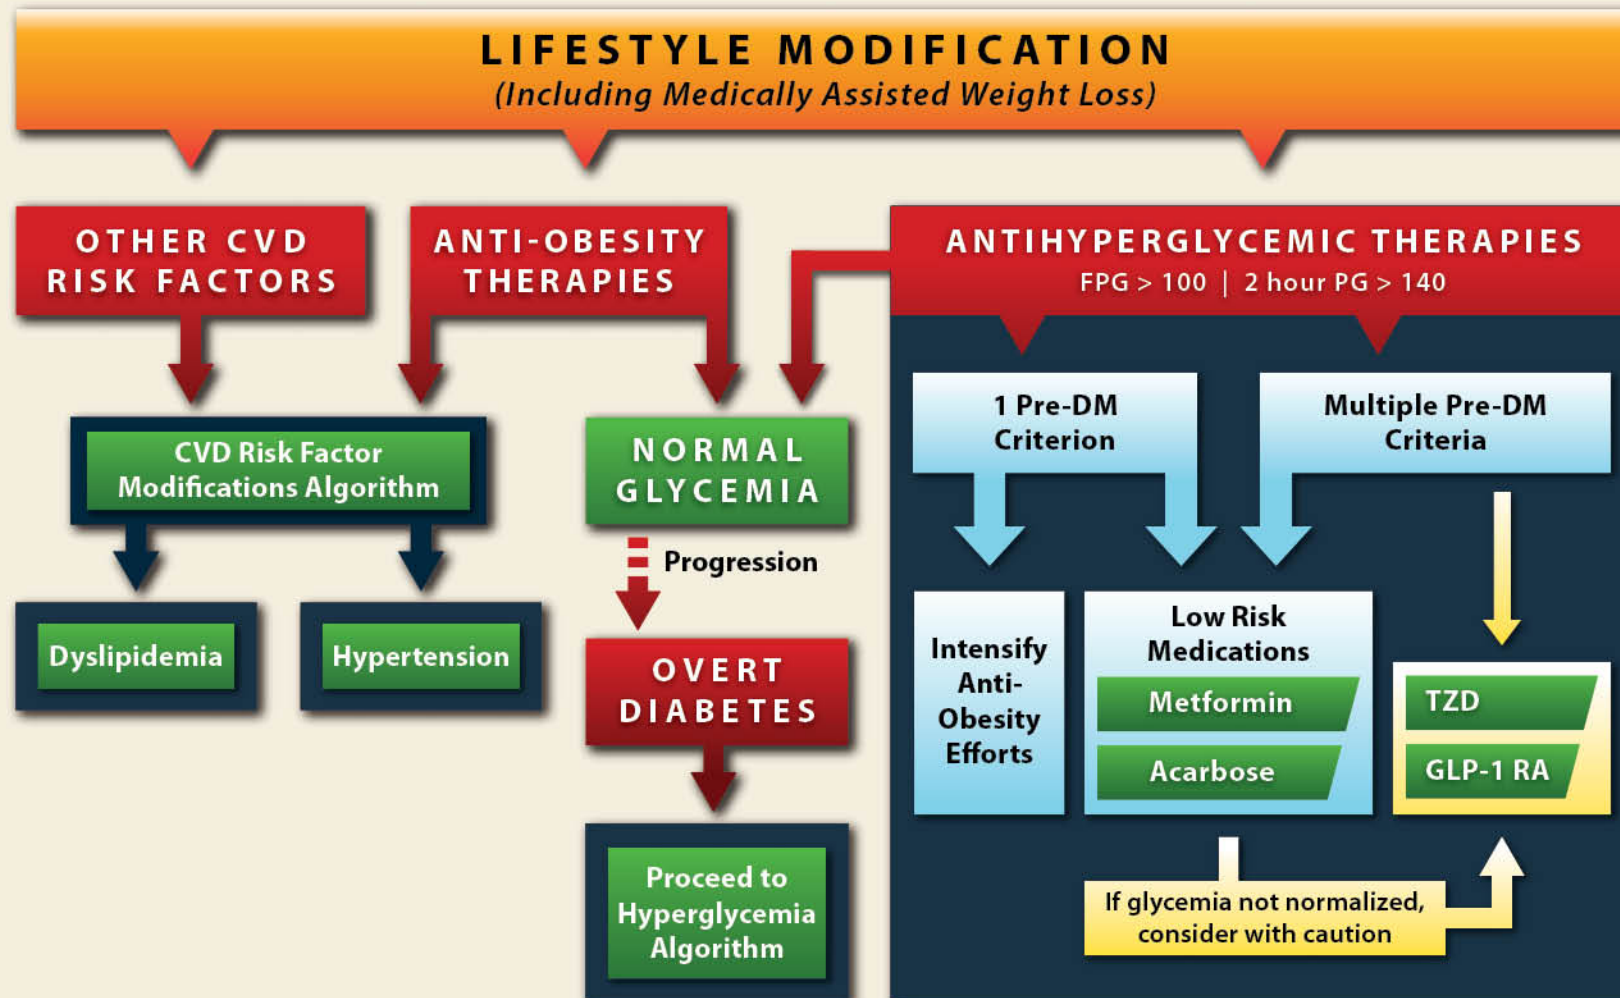 LIFESTYLE MODIFICATION
(Including Medically Assisted Weight Loss)
OTHER CVD
RISK FACTORS
ANTI-OBESITY
THERAPIES
ANTIHYPERGLYCEMIC THERAPIES
FPG > 100 | 2 hour PG > 140
CVD Risk Factor
Modifications Algorithm
Dyslipidemia
Hypertension
NORMAL
GLYCEMIA
Progression
OVERT
DIABETES
Proceed to
Hyperglycemia
Algorithm
1 Pre-DM
Criterion
Multiple Pre-DM
Criteria
Intensify
Anti-
Obesity
Efforts
Low Risk
Medications
Metformin
Acarbose
TZD
GLP-1 RA
If glycemia not normalized,
consider with caution